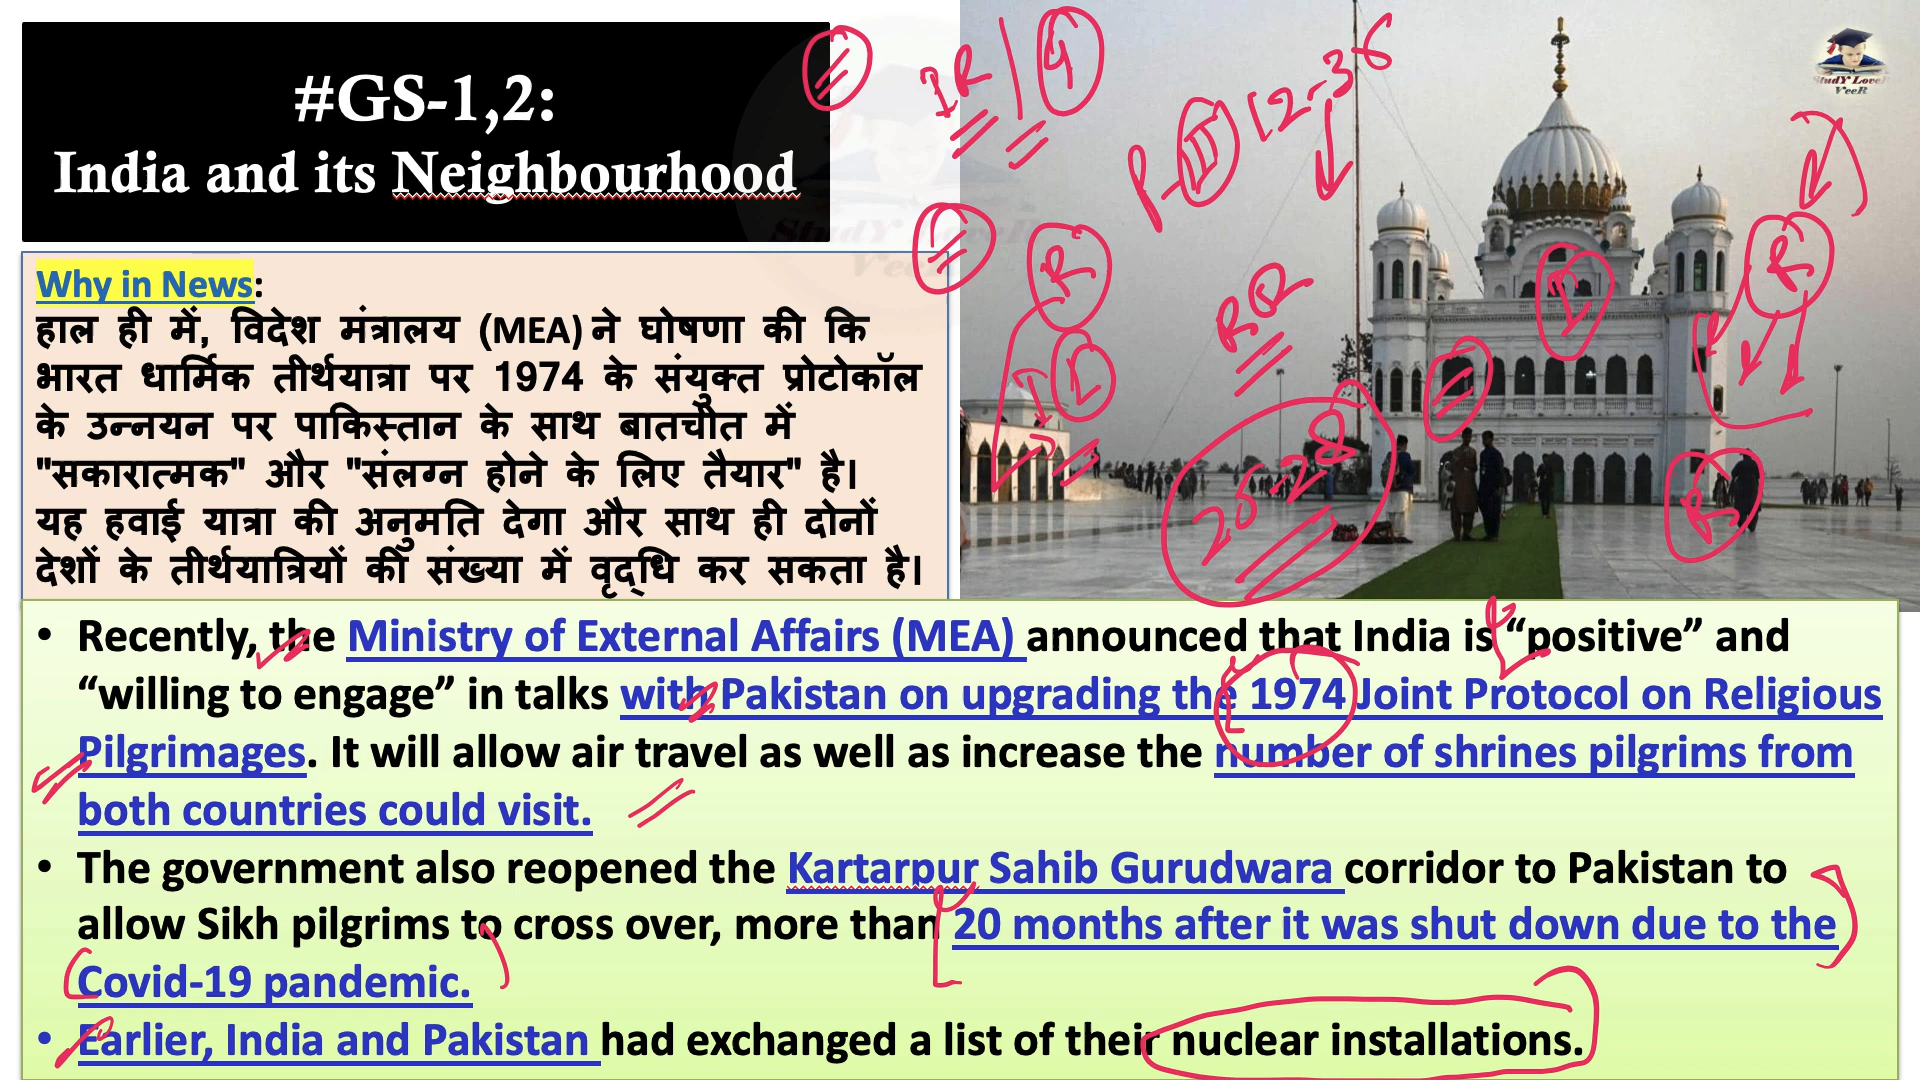 #GS-1,2:
India and its Neighbourhood
Why in News:
हाल ही में, विदेश मंत्रालय (MEA) ने घोषणा की कि
भारत धार्मिक तीर्थयात्रा पर 1974 के संयुक्त प्रोटोकॉल
के उन्नयन पर पाकिस्तान के साथ बातचीत में
"सकारात्मक" और "संलग्न होने के लिए तैयार" है।
यह हवाई यात्रा की अनुमति देगा और साथ ही दोनों
देशों के तीर्थयात्रियों की संख्या में वृद्धि कर सकता है।
StudY LoveR
VeeR
IR
P-II
R
R
R
25-28
• Recently, the Ministry of External Affairs (MEA) announced that India is “positive” and
“willing to engage” in talks with Pakistan on upgrading the 1974 Joint Protocol on Religious
Pilgrimages. It will allow air travel as well as increase the number of shrines pilgrims from
both countries could visit.
• The government also reopened the Kartarpur Sahib Gurudwara corridor to Pakistan to
allow Sikh pilgrims to cross over, more than 20 months after it was shut down due to the
Covid-19 pandemic.
• Earlier, India and Pakistan had exchanged a list of their nuclear installations.